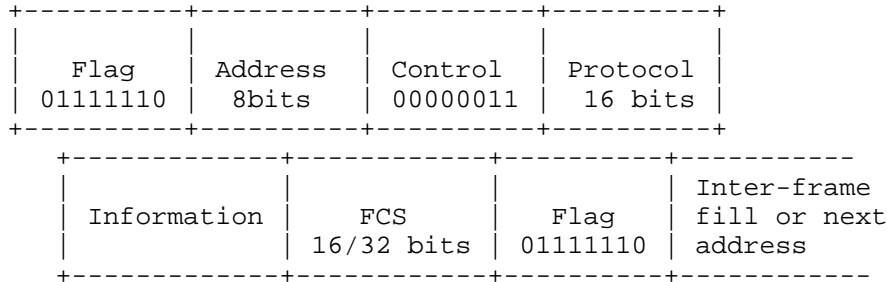 Flag Address Control Protocol
01111110 8bits 00000011 16 bits
Inter-frame
Information FCS Flag fill or next
16/32 bits 01111110 address